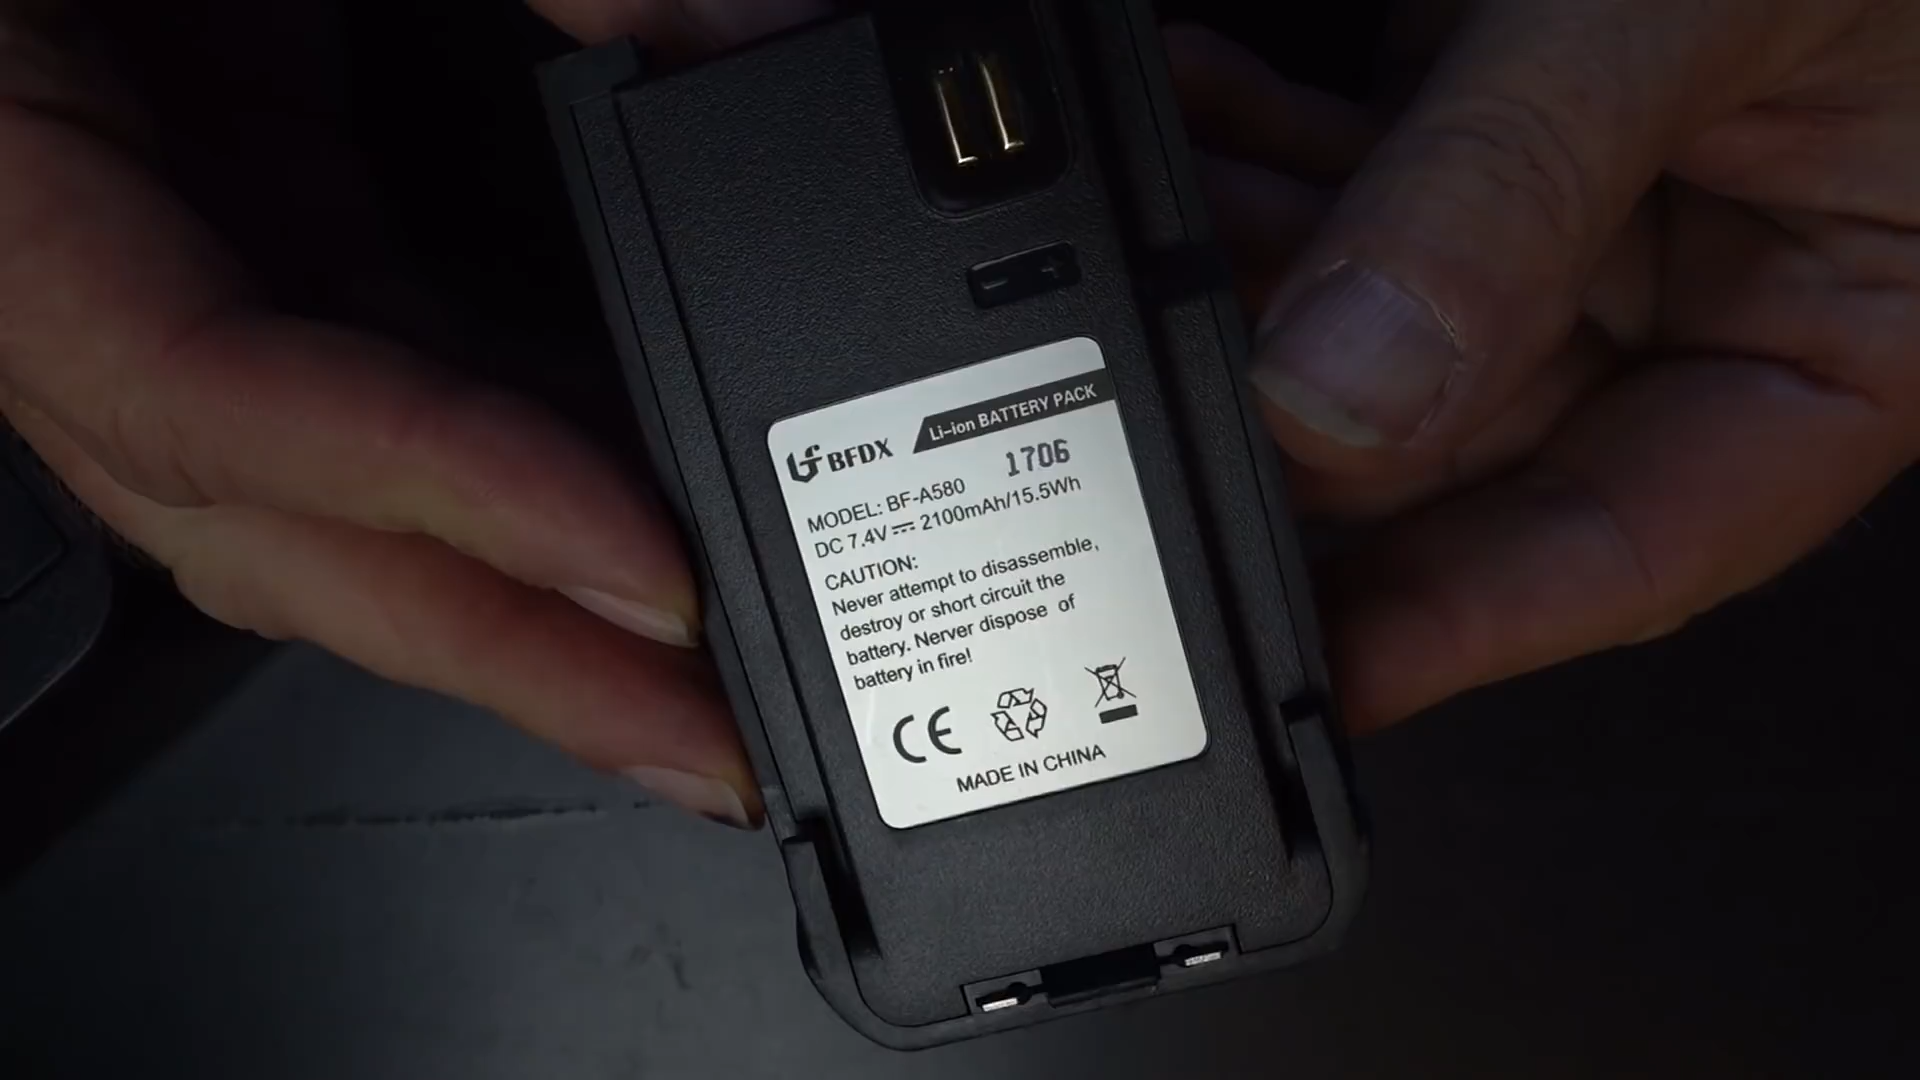 - +
BFDX Li-ion BATTERY PACK
1706
MODEL: BF-A580
DC 7.4V ⎓ 2100mAh/15.5Wh
CAUTION:
Never attempt to disassemble,
destroy or short circuit the
battery. Nerver dispose of
battery in fire!
CE
MADE IN CHINA